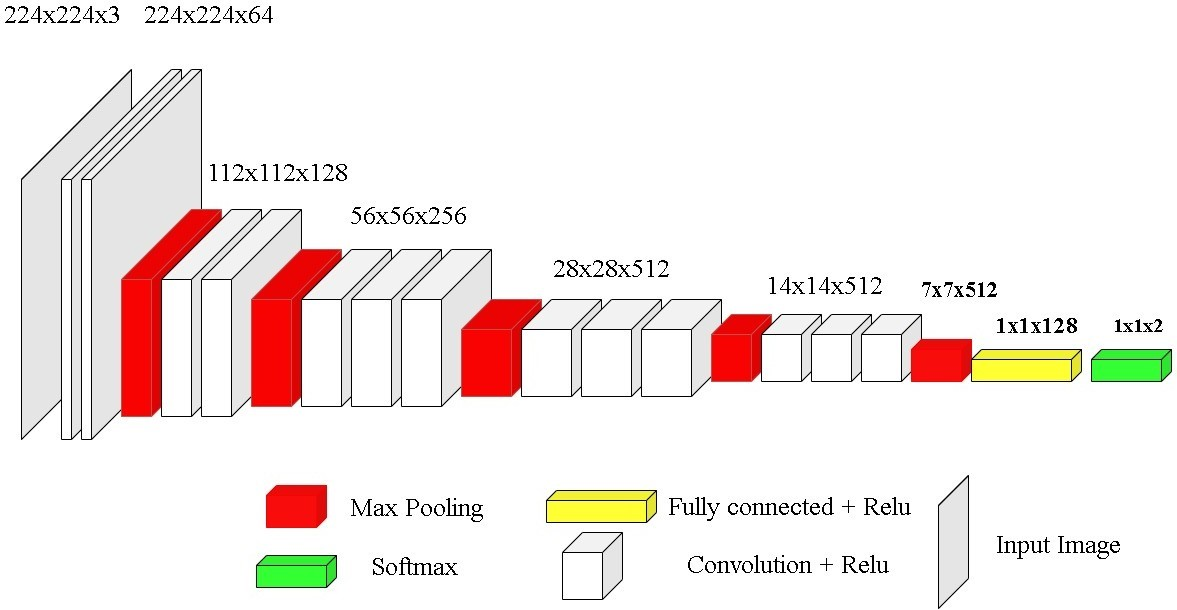 224x224x3
224x224x64
112x112x128
56x56x256
28x28x512
14x14x512
7x7x512
1x1x128
1x1x2
Max Pooling
Fully connected + Relu
Input Image
Softmax
Convolution + Relu